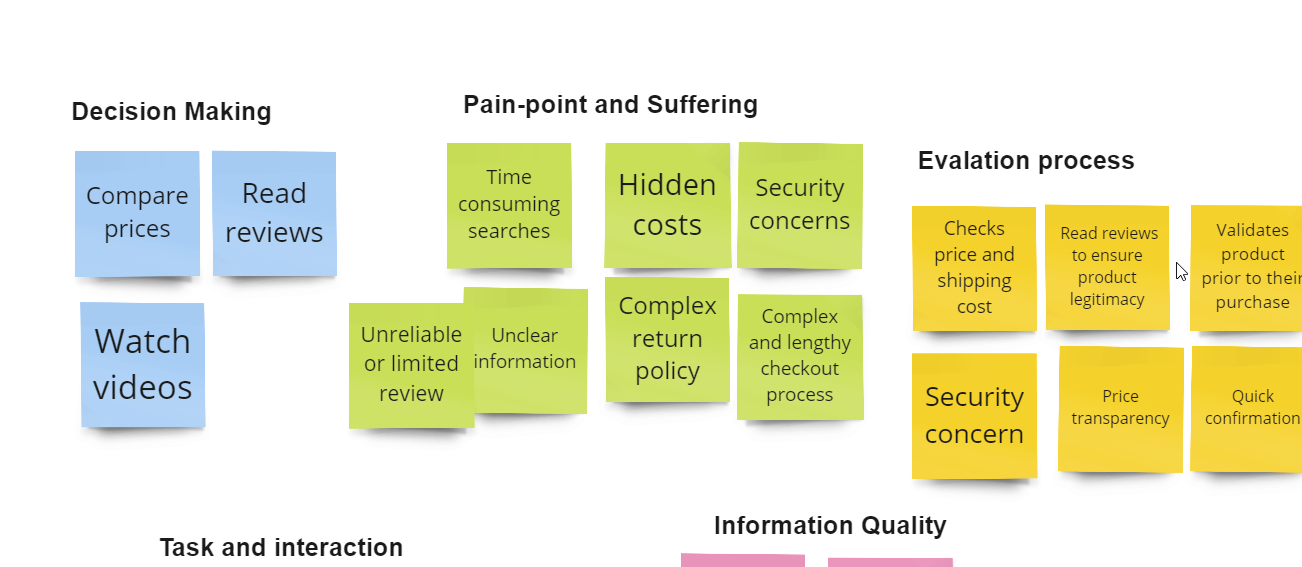 Decision Making
Compare
prices
Read
reviews
Watch
videos
Pain-point and Suffering
Time
consuming
searches
Hidden
costs
Security
concerns
Unreliable
or limited
review
Unclear
information
Complex
return
policy
Complex
and lengthy
checkout
process
Evalation process
Checks
price and
shipping
cost
Read reviews
to ensure
product
legitimacy
Validates
product
prior to their
purchase
Security
concern
Price
transparency
Quick
confirmation
Task and interaction
Information Quality